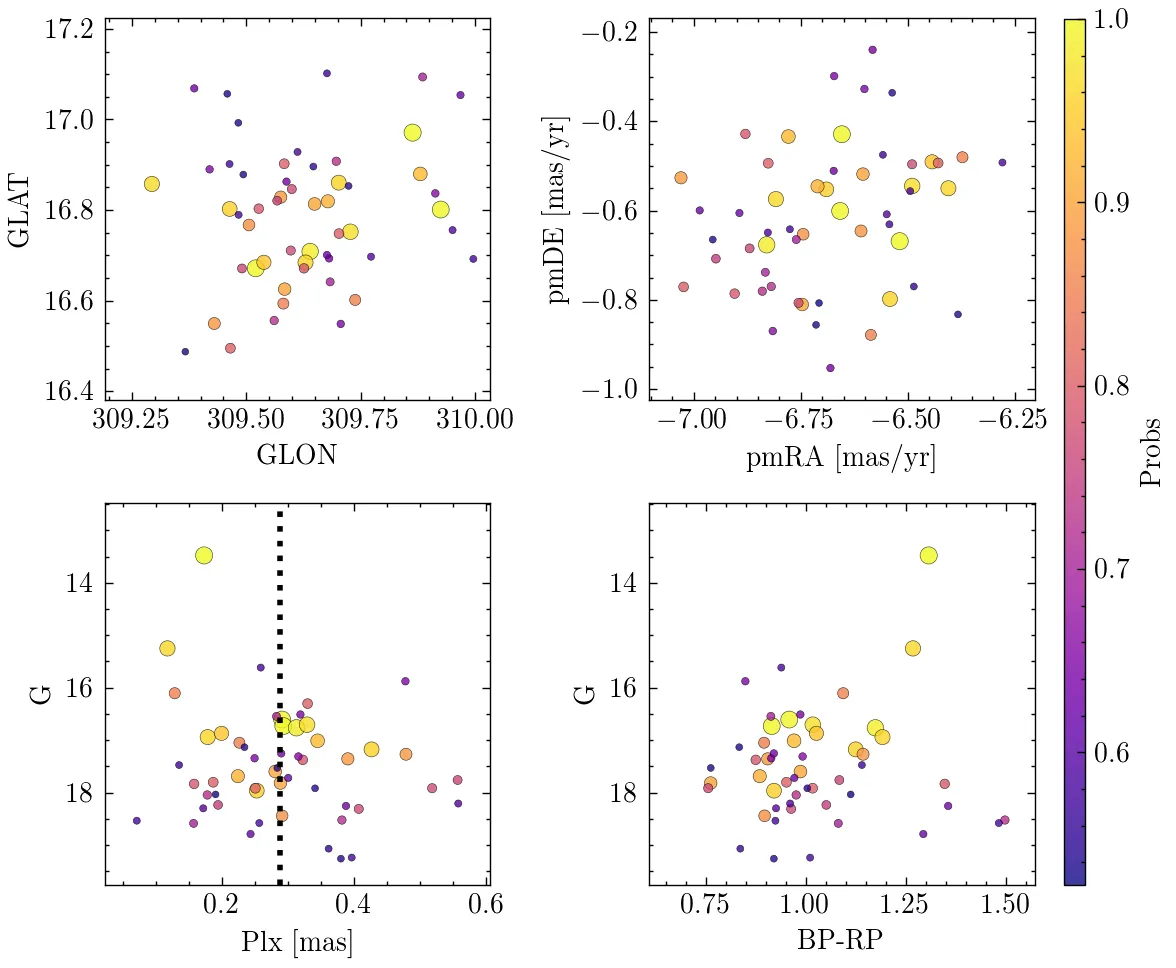 17.2
17.0
16.8
16.6
16.4
GLAT
309.25 309.50 309.75 310.00
GLON
−0.2
−0.4
−0.6
−0.8
−1.0
pmDE [mas/yr]
−7.00 −6.75 −6.50 −6.25
pmRA [mas/yr]
14
16
18
G
0.2 0.4 0.6
Plx [mas]
G
14
16
18
0.75 1.00 1.25 1.50
BP-RP
1.0
0.9
0.8
0.7
0.6
Probs